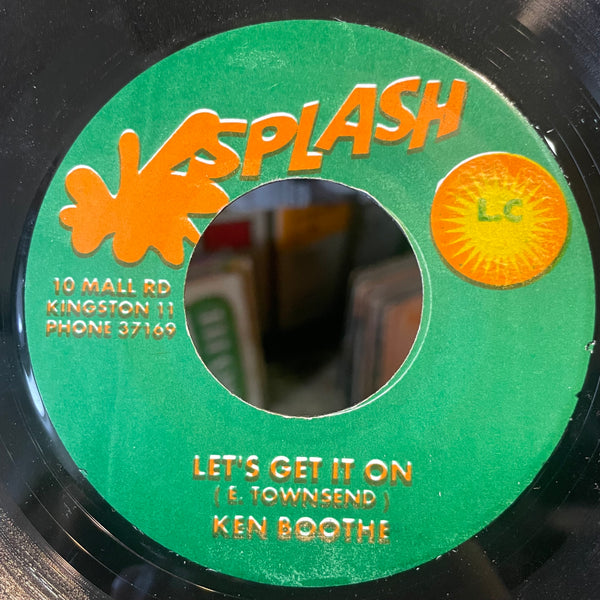 SPLASH
L.C
10 MALL RD
KINGSTON 11
PHONE 37169
LET'S GET IT ON
( E. TOWNSEND )
KEN BOOTHE